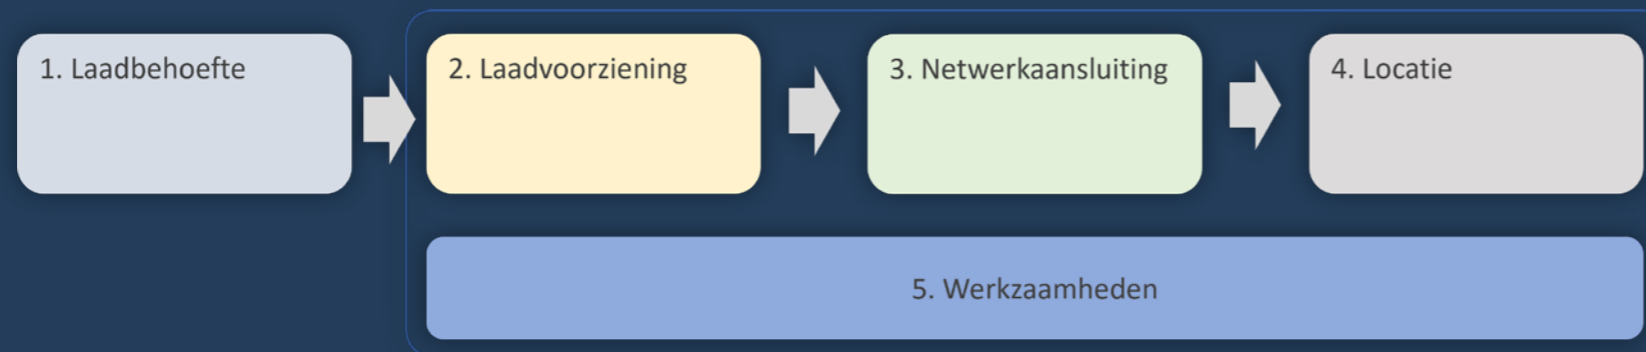 1. Laadbehoefte
2. Laadvoorziening
3. Netwerkaansluiting
4. Locatie
5. Werkzaamheden